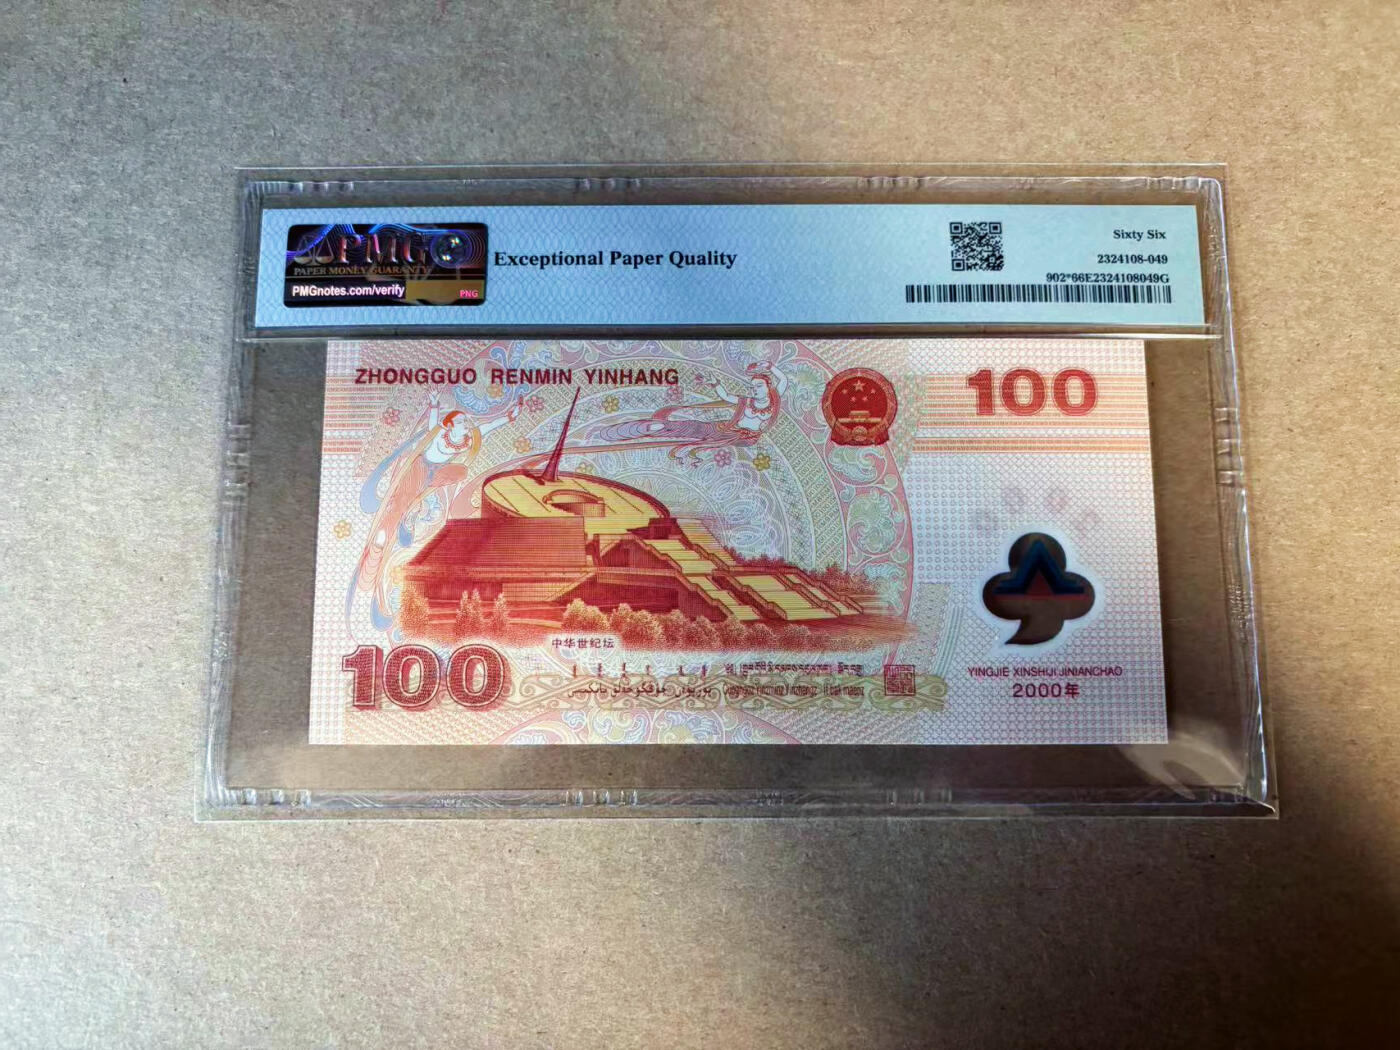 PMG
PAPER MONEY GUARANTY
PMGnotes.com/verify
PNG
Exceptional Paper Quality
Sixty Six
2324108-049
902*66E2324108049G
ZHONGGUO RENMIN YINHANG
100
中华世纪坛
100
YINGJIE XINSHIJI JINIANCHAO
2000年